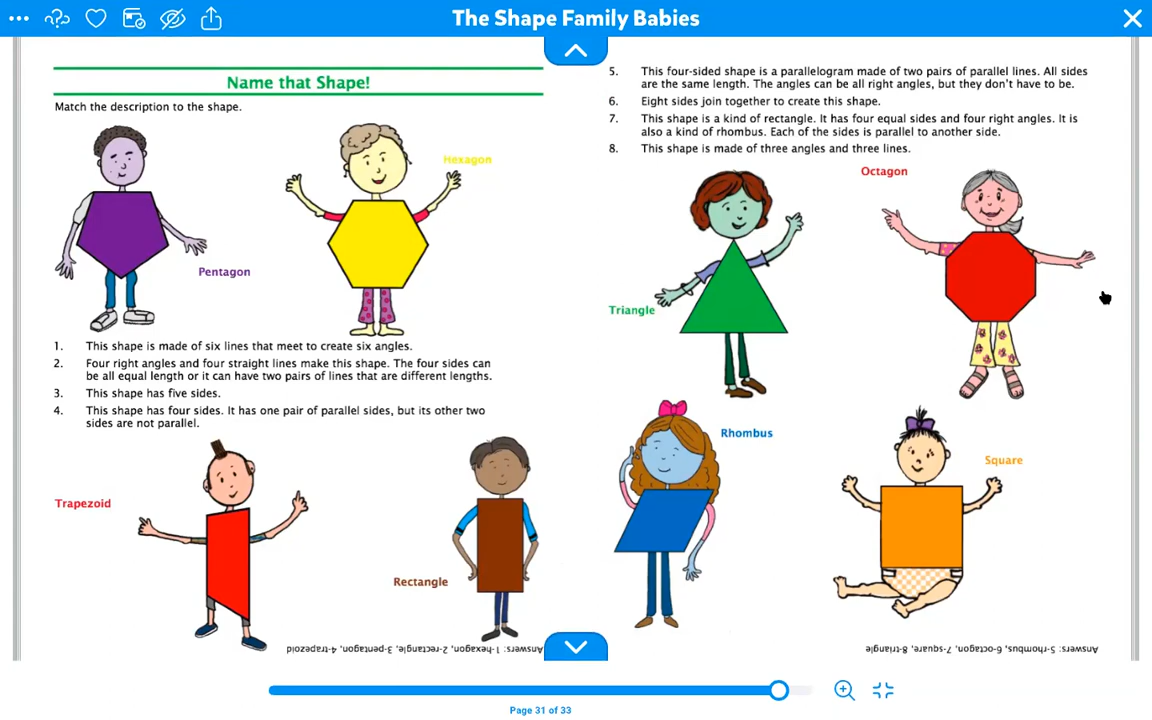 The Shape Family Babies
Name that Shape!
Match the description to the shape.
Hexagon
Pentagon
1. This shape is made of six lines that meet to create six angles.
2. Four right angles and four straight lines make this shape. The four sides can
be all equal length or it can have two pairs of lines that are different lengths.
3. This shape has five sides.
4. This shape has four sides. It has one pair of parallel sides, but its other two
sides are not parallel.
Trapezoid
Rectangle
Answers: 1-hexagon, 2-rectangle, 3-pentagon, 4-trapezoid
5. This four-sided shape is a parallelogram made of two pairs of parallel lines. All sides
are the same length. The angles can be all right angles, but they don't have to be.
6. Eight sides join together to create this shape.
7. This shape is a kind of rectangle. It has four equal sides and four right angles. It is
also a kind of rhombus. Each of the sides is parallel to another side.
8. This shape is made of three angles and three lines.
Octagon
Triangle
Rhombus
Square
Answers: 5-rhombus, 6-octagon, 7-square, 8-triangle
Page 31 of 33